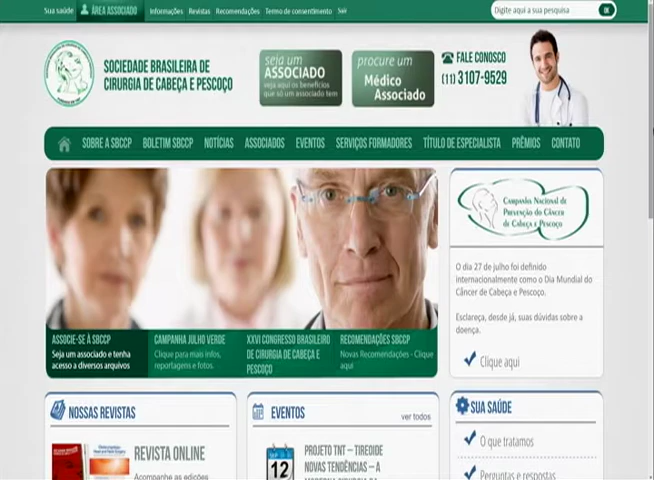 Sua saúde ÁREA ASSOCIADO Informações Revistas Recomendações Termo de consentimento Sair
Digite aqui a sua pesquisa OK
SOCIEDADE BRASILEIRA DE
CIRURGIA DE CABEÇA E PESCOÇO
seja um
ASSOCIADO
veja aqui os benefícios
que só um associado tem
procure um
Médico
Associado
FALE CONOSCO
(11) 3107-9529
SOBRE A SBCCP BOLETIM SBCCP NOTÍCIAS ASSOCIADOS EVENTOS SERVIÇOS FORMADORES TÍTULO DE ESPECIALISTA PRÊMIOS CONTATO
Campanha Nacional de
Prevenção do Câncer
de Cabeça e Pescoço
O dia 27 de julho foi definido
internacionalmente como o Dia Mundial do
Câncer de Cabeça e Pescoço.
Esclareça, desde já, suas dúvidas sobre a
doença.
Clique aqui
ASSOCIE-SE À SBCCP
Seja um associado e tenha
acesso a diversos arquivos
CAMPANHA JULHO VERDE
Clique para mais infos,
reportagens e fotos.
XXVI CONGRESSO BRASILEIRO
DE CIRURGIA DE CABEÇA E
PESCOÇO
RECOMENDAÇÕES SBCCP
Novas Recomendações - Clique
aqui
NOSSAS REVISTAS
REVISTA ONLINE
Acompanhe as edições
EVENTOS
ver todos
SEP
12
PROJETO TNT – TIREOIDE
NOVAS TENDÊNCIAS – A
SUA SAÚDE
O que tratamos
Perguntas e respostas